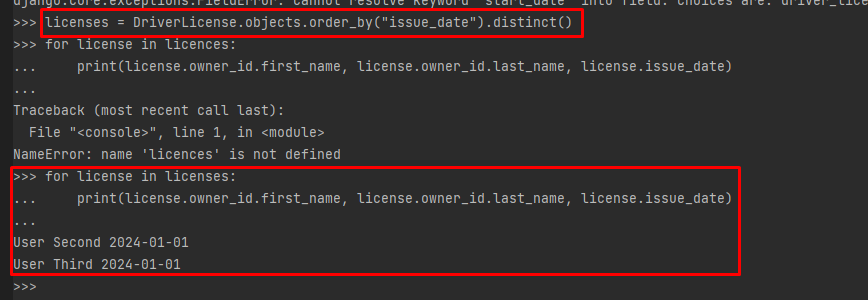 django.core.exceptions.FieldError: Cannot resolve keyword 'start_date' into field. Choices are: driver_lice
>>> licenses = DriverLicense.objects.order_by("issue_date").distinct()
>>> for license in licences:
...     print(license.owner_id.first_name, license.owner_id.last_name, license.issue_date)
...
Traceback (most recent call last):
  File "<console>", line 1, in <module>
NameError: name 'licences' is not defined
>>> for license in licenses:
...     print(license.owner_id.first_name, license.owner_id.last_name, license.issue_date)
...
User Second 2024-01-01
User Third 2024-01-01
>>>